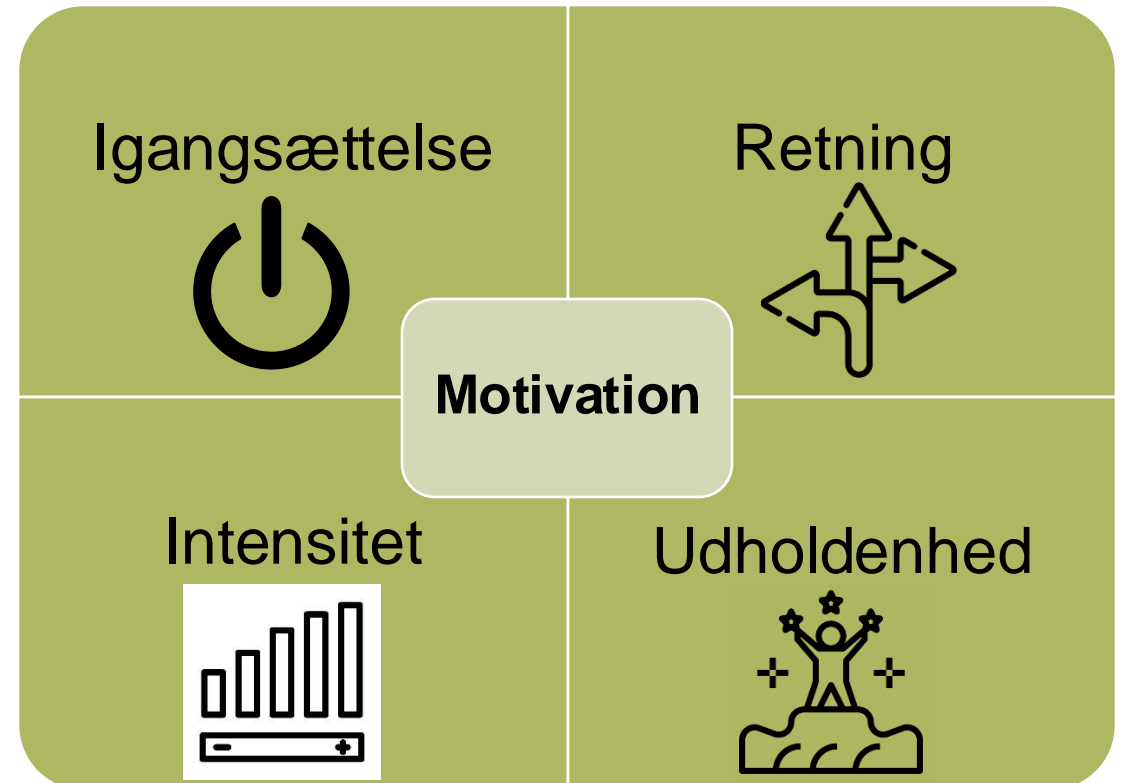 Igangsættelse
Retning
Motivation
Intensitet
Udholdenhed